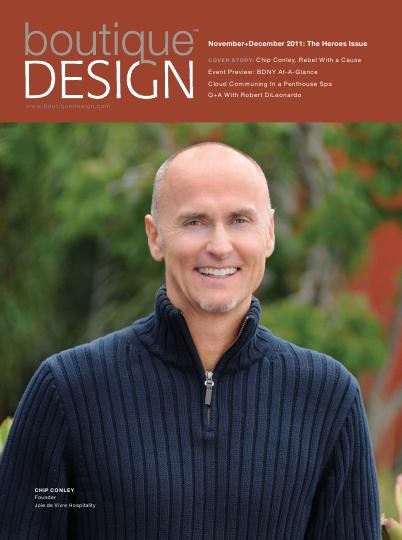 boutique™
DESIGN
www.boutiquedesign.com
November+December 2011: The Heroes Issue
COVER STORY: Chip Conley, Rebel With a Cause
Event Preview: BDNY At-A-Glance
Cloud Communing In a Penthouse Spa
Q+A With Robert DiLeonardo
CHIP CONLEY
Founder
Joie de Vivre Hospitality